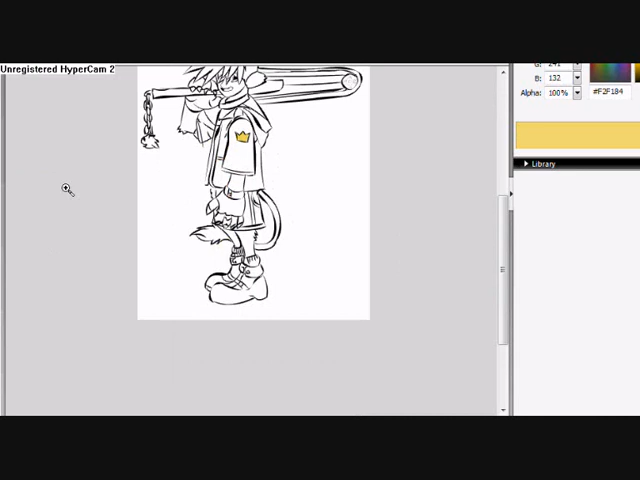 Unregistered HyperCam 2
B: 132
Alpha: 100%
#F2F184
Library